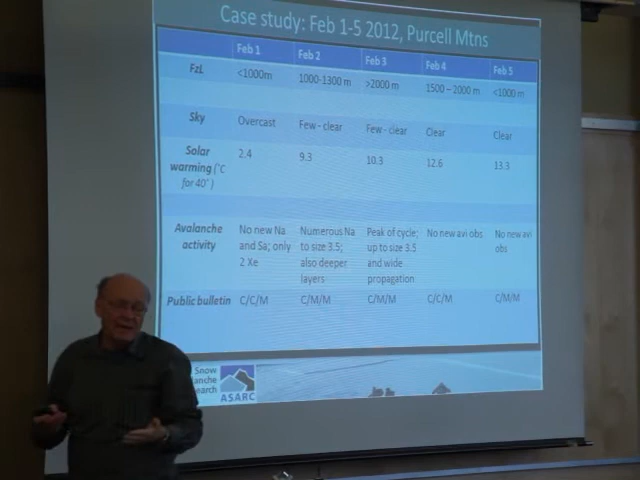 Case study: Feb 1-5 2012, Purcell Mtns
Feb 1 Feb 2 Feb 3 Feb 4 Feb 5
FzL <1000m 1000-1300 m >2000 m 1500 – 2000 m <1000 m
Sky Overcast Few - clear Few - clear Clear Clear
Solar warming (°C for 40°) 2.4 9.3 10.3 12.6 13.3
Avalanche activity No new Na and Sa; only 2 Xe Numerous Na to size 3.5; also deeper layers Peak of cycle; up to size 3.5 and wide propagation No new avi obs No new avi obs
Public bulletin C/C/M C/M/M C/M/M C/C/M C/M/M
Snow
anche
earch
ASARC